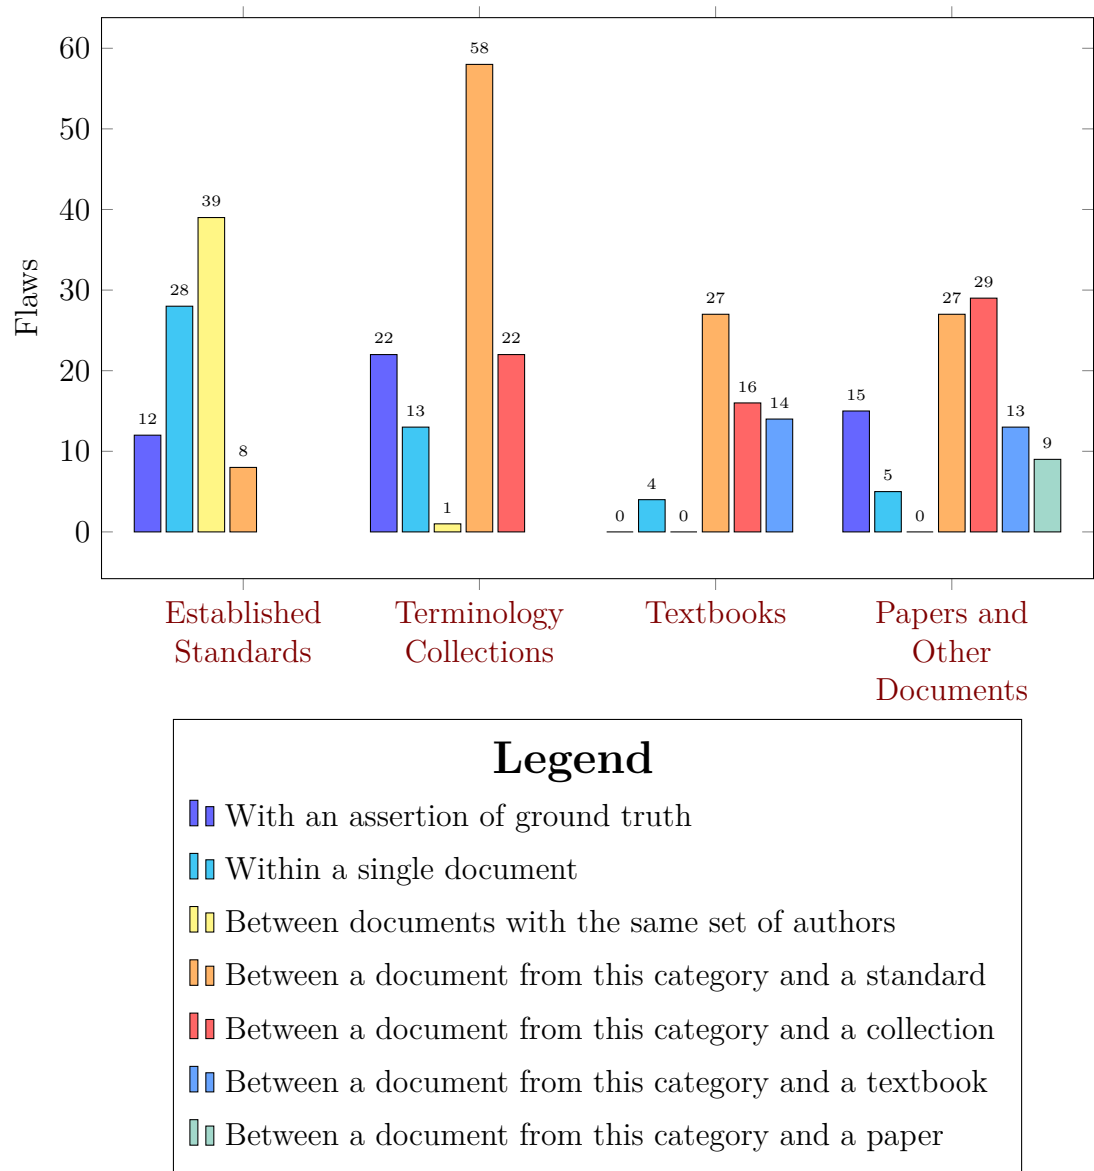 60
50
40
30
20
10
0
Flaws
12
28
39
8
22
13
1
58
22
0
4
0
27
16
14
15
5
0
27
29
13
9
Established
Standards
Terminology
Collections
Textbooks
Papers and
Other
Documents
Legend
With an assertion of ground truth
Within a single document
Between documents with the same set of authors
Between a document from this category and a standard
Between a document from this category and a collection
Between a document from this category and a textbook
Between a document from this category and a paper